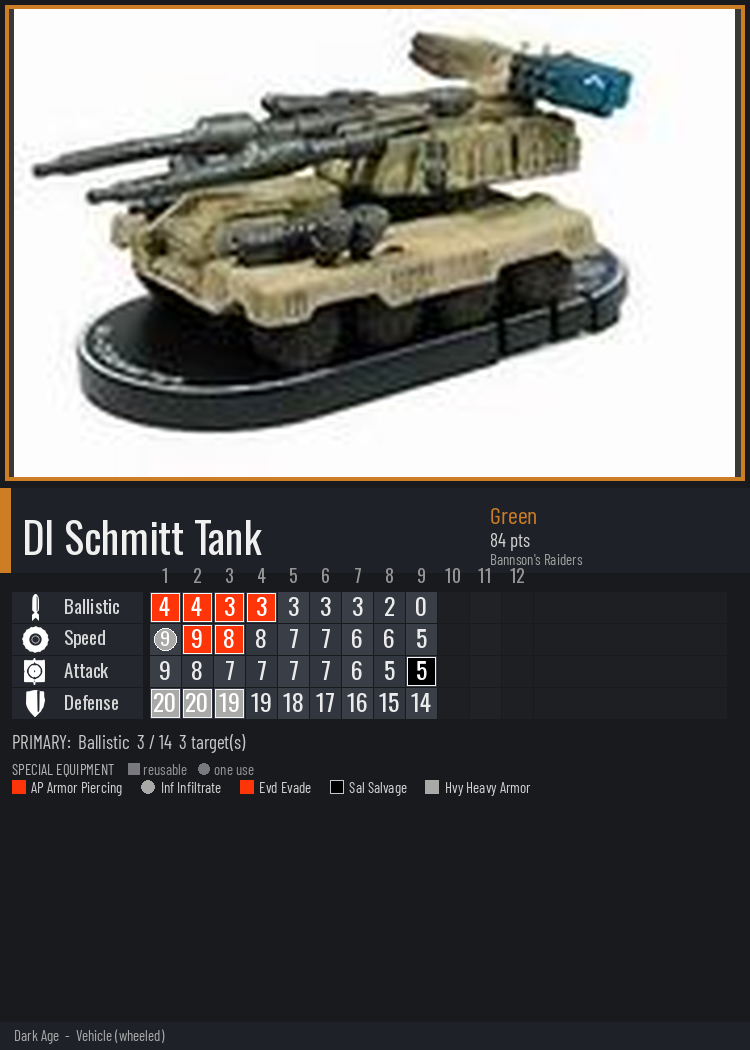 DI Schmitt Tank
Green
84 pts
Bannson's Raiders
1 2 3 4 5 6 7 8 9 10 11 12
Ballistic 4 4 3 3 3 3 3 2 0
Speed 9 9 8 8 7 7 6 6 5
Attack 9 8 7 7 7 7 6 5 5
Defense 20 20 19 19 18 17 16 15 14
PRIMARY: Ballistic 3 / 14 3 target(s)
SPECIAL EQUIPMENT reusable one use
AP Armor Piercing Inf Infiltrate Evd Evade Sal Salvage Hvy Heavy Armor
Dark Age - Vehicle (wheeled)